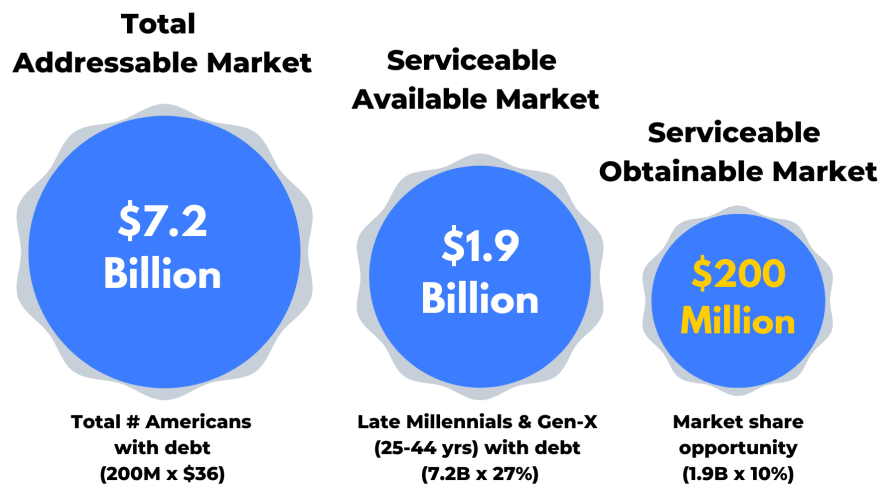 Total
Addressable Market
$7.2
Billion
Total # Americans
with debt
(200M x $36)
Serviceable
Available Market
$1.9
Billion
Late Millennials & Gen-X
(25-44 yrs) with debt
(7.2B x 27%)
Serviceable
Obtainable Market
$200
Million
Market share
opportunity
(1.9B x 10%)